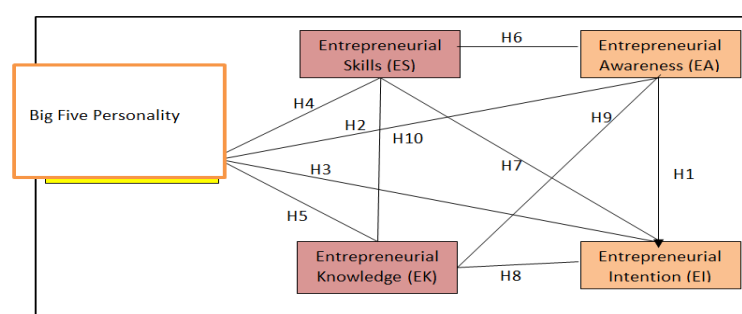 Entrepreneurial
Skills (ES)
H6
Entrepreneurial
Awareness (EA)
Big Five Personality
H4
H2
H10
H9
H3
H7
H1
H5
Entrepreneurial
Knowledge (EK)
H8
Entrepreneurial
Intention (EI)